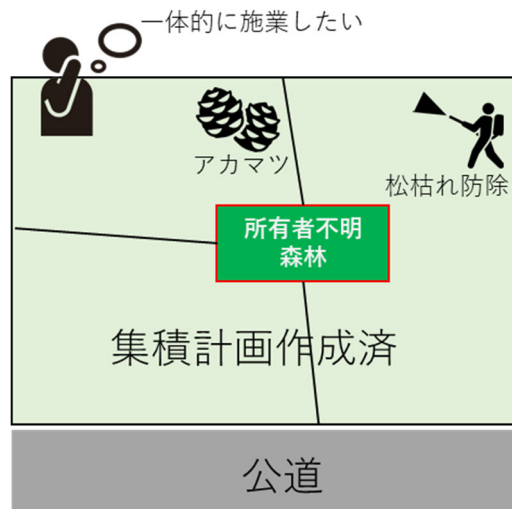 一体的に施業したい
アカマツ
松枯れ防除
所有者不明
森林
集積計画作成済
公道